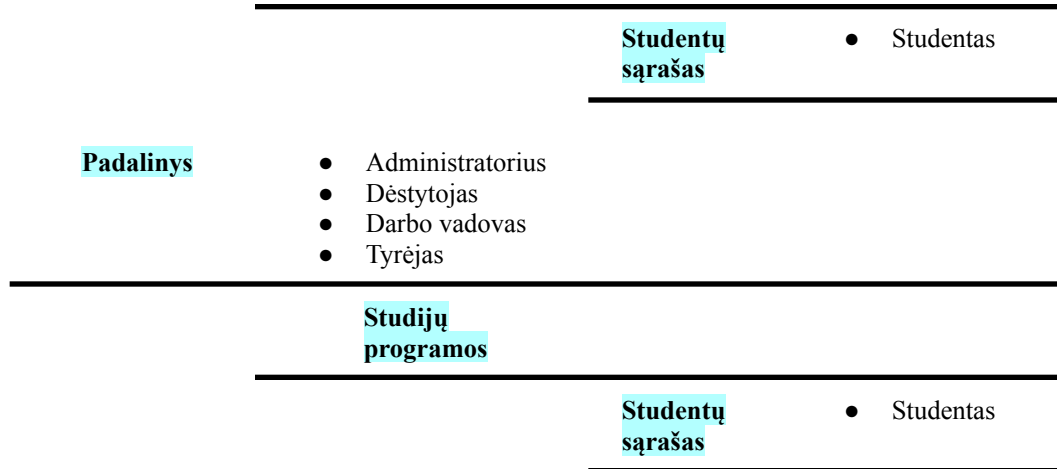 Studentų
sąrašas
● Studentas
Padalinys
● Administratorius
● Dėstytojas
● Darbo vadovas
● Tyrėjas
Studijų
programos
Studentų
sąrašas
● Studentas